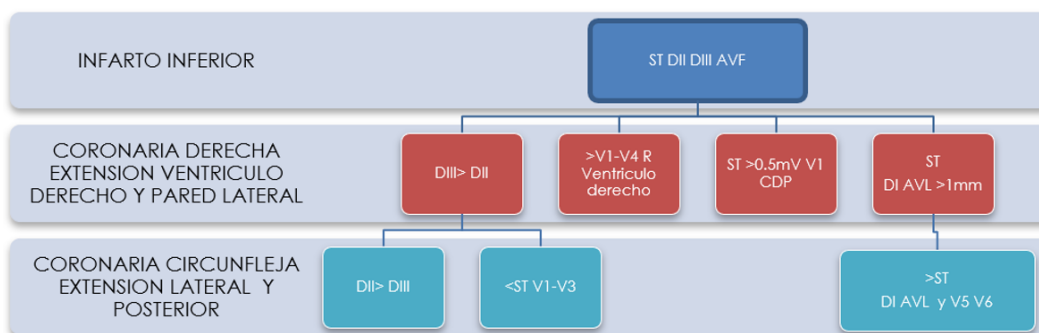 INFARTO INFERIOR
ST DII DIII AVF
CORONARIA DERECHA
EXTENSION VENTRICULO
DERECHO Y PARED LATERAL
DIII> DII
>V1-V4 R
Ventriculo
derecho
ST >0.5mV V1
CDP
ST
DI AVL >1mm
CORONARIA CIRCUNFLEJA
EXTENSION LATERAL Y
POSTERIOR
DII> DIII
<ST V1-V3
>ST
DI AVL y V5 V6